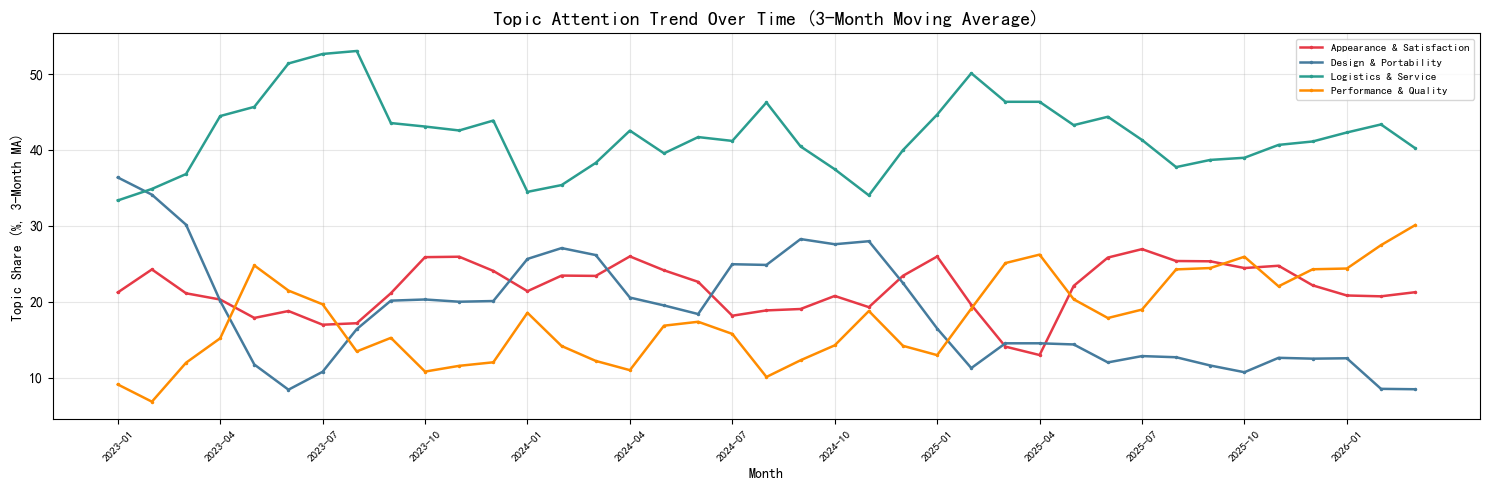 Topic Attention Trend Over Time (3-Month Moving Average)
Appearance & Satisfaction
Design & Portability
Logistics & Service
Performance & Quality
Topic Share (%, 3-Month MA)
50
40
30
20
10
2023-01
2023-04
2023-07
2023-10
2024-01
2024-04
2024-07
2024-10
2025-01
2025-04
2025-07
2025-10
2026-01
Month